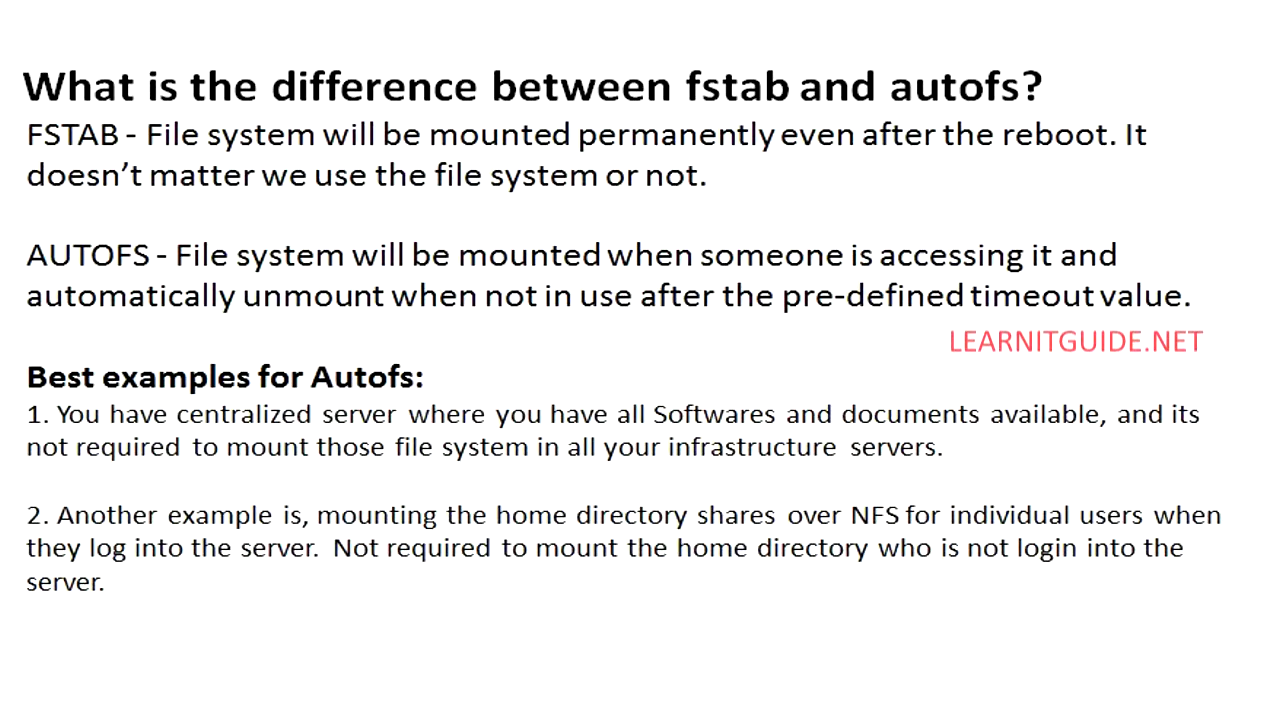 What is the difference between fstab and autofs?
FSTAB - File system will be mounted permanently even after the reboot. It
doesn’t matter we use the file system or not.
AUTOFS - File system will be mounted when someone is accessing it and
automatically unmount when not in use after the pre-defined timeout value.
LEARNITGUIDE.NET
Best examples for Autofs:
1. You have centralized server where you have all Softwares and documents available, and its
not required to mount those file system in all your infrastructure servers.
2. Another example is, mounting the home directory shares over NFS for individual users when
they log into the server. Not required to mount the home directory who is not login into the
server.